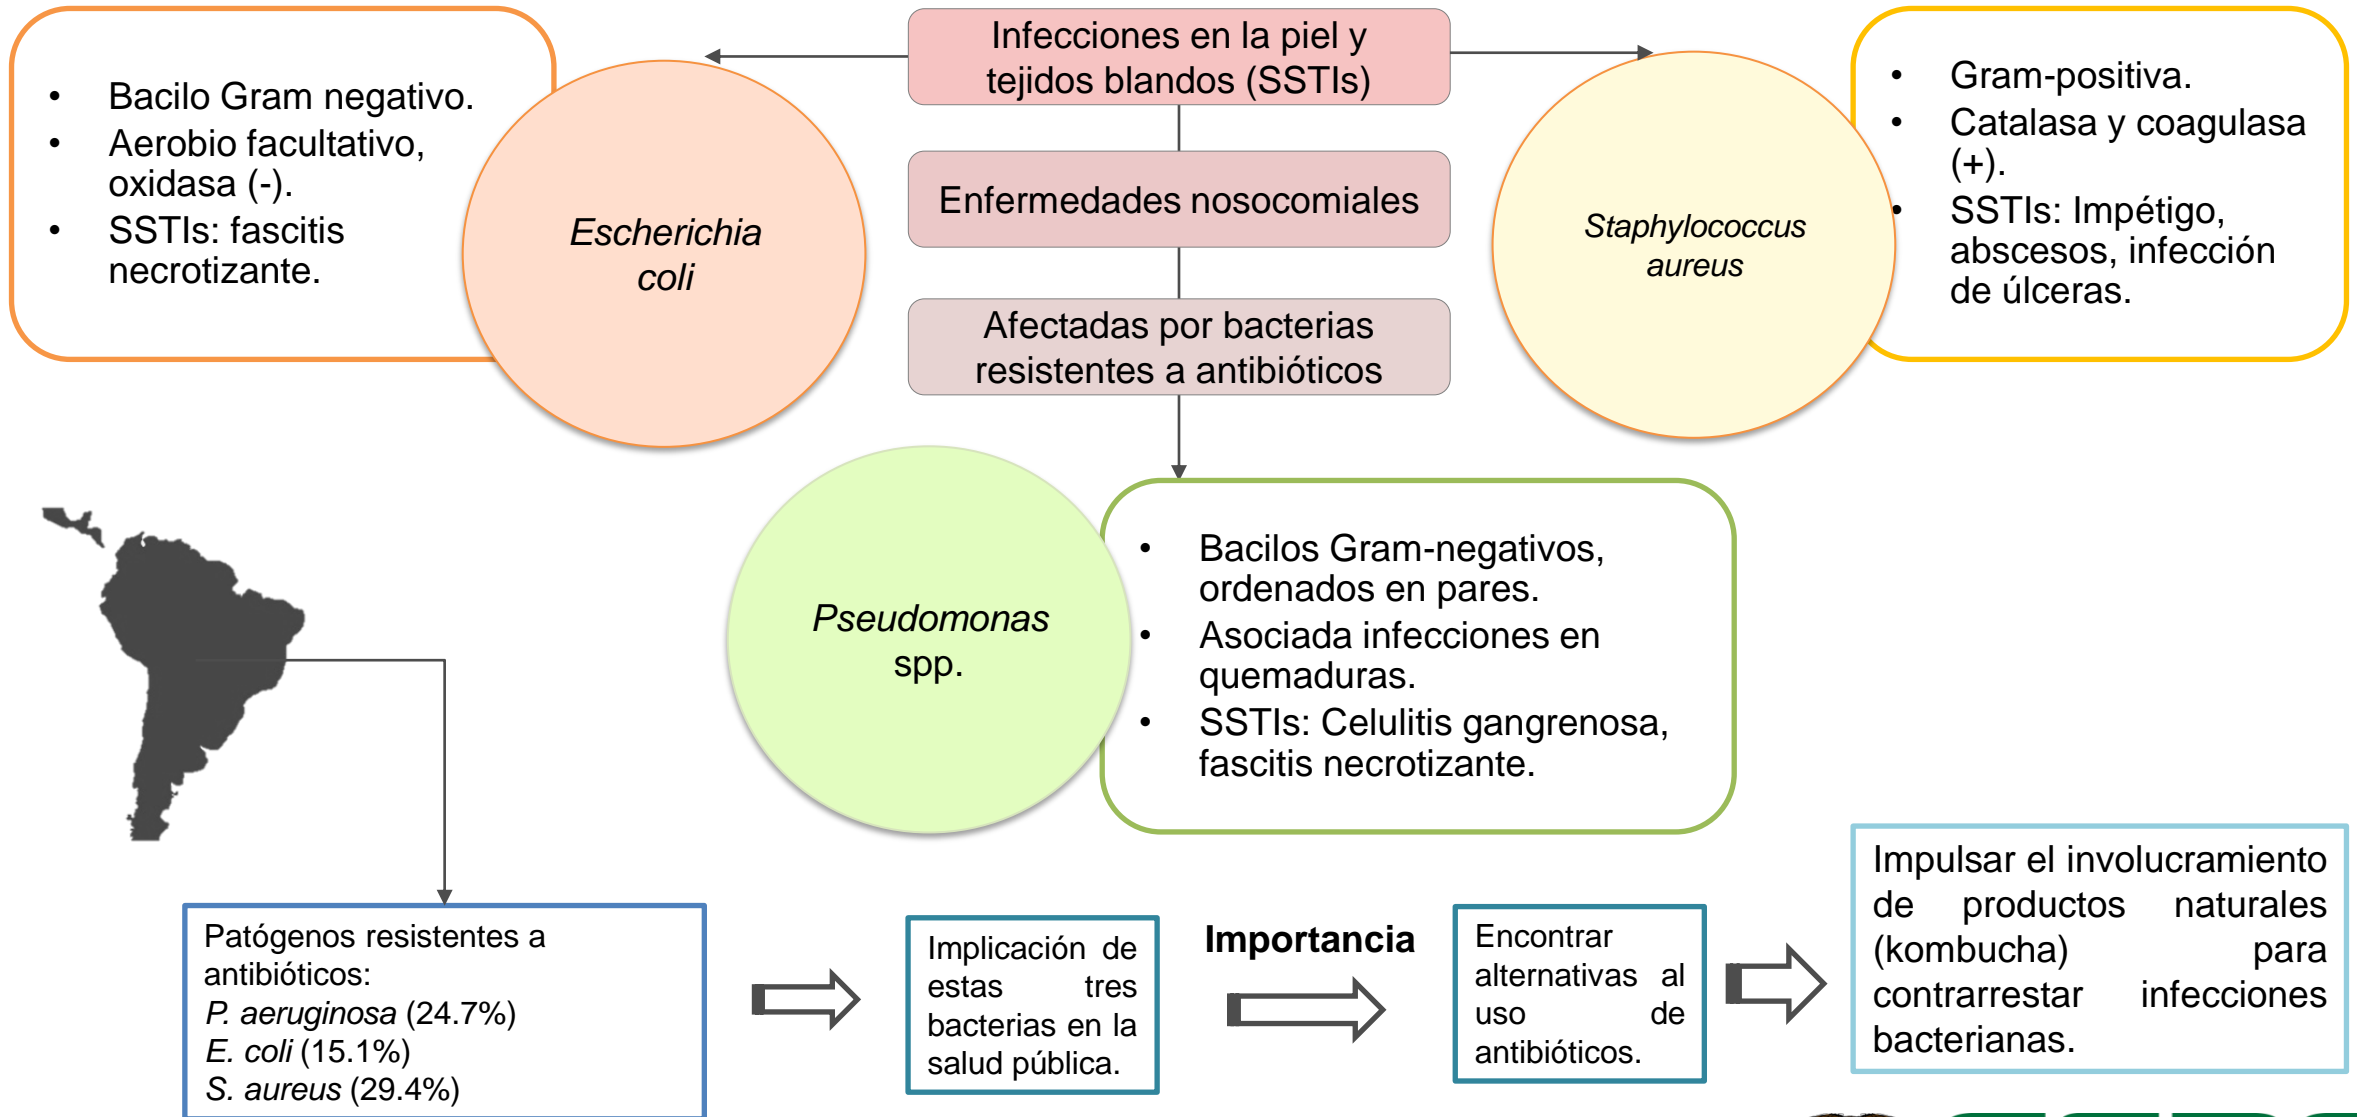 Infecciones en la piel y
tejidos blandos (SSTIs)
• Bacilo Gram negativo.
• Aerobio facultativo,
oxidasa (-).
• SSTIs: fascitis
necrotizante.
Escherichia
coli
Enfermedades nosocomiales
Afectadas por bacterias
resistentes a antibióticos
Staphylococcus
aureus
• Gram-positiva.
• Catalasa y coagulasa
(+).
• SSTIs: Impétigo,
abscesos, infección
de úlceras.
Pseudomonas
spp.
• Bacilos Gram-negativos,
ordenados en pares.
• Asociada infecciones en
quemaduras.
• SSTIs: Celulitis gangrenosa,
fascitis necrotizante.
Patógenos resistentes a
antibióticos:
P. aeruginosa (24.7%)
E. coli (15.1%)
S. aureus (29.4%)
Implicación de
estas tres
bacterias en la
salud pública.
Importancia
Encontrar
alternativas al
uso de
antibióticos.
Impulsar el involucramiento
de productos naturales
(kombucha) para
contrarrestar infecciones
bacterianas.